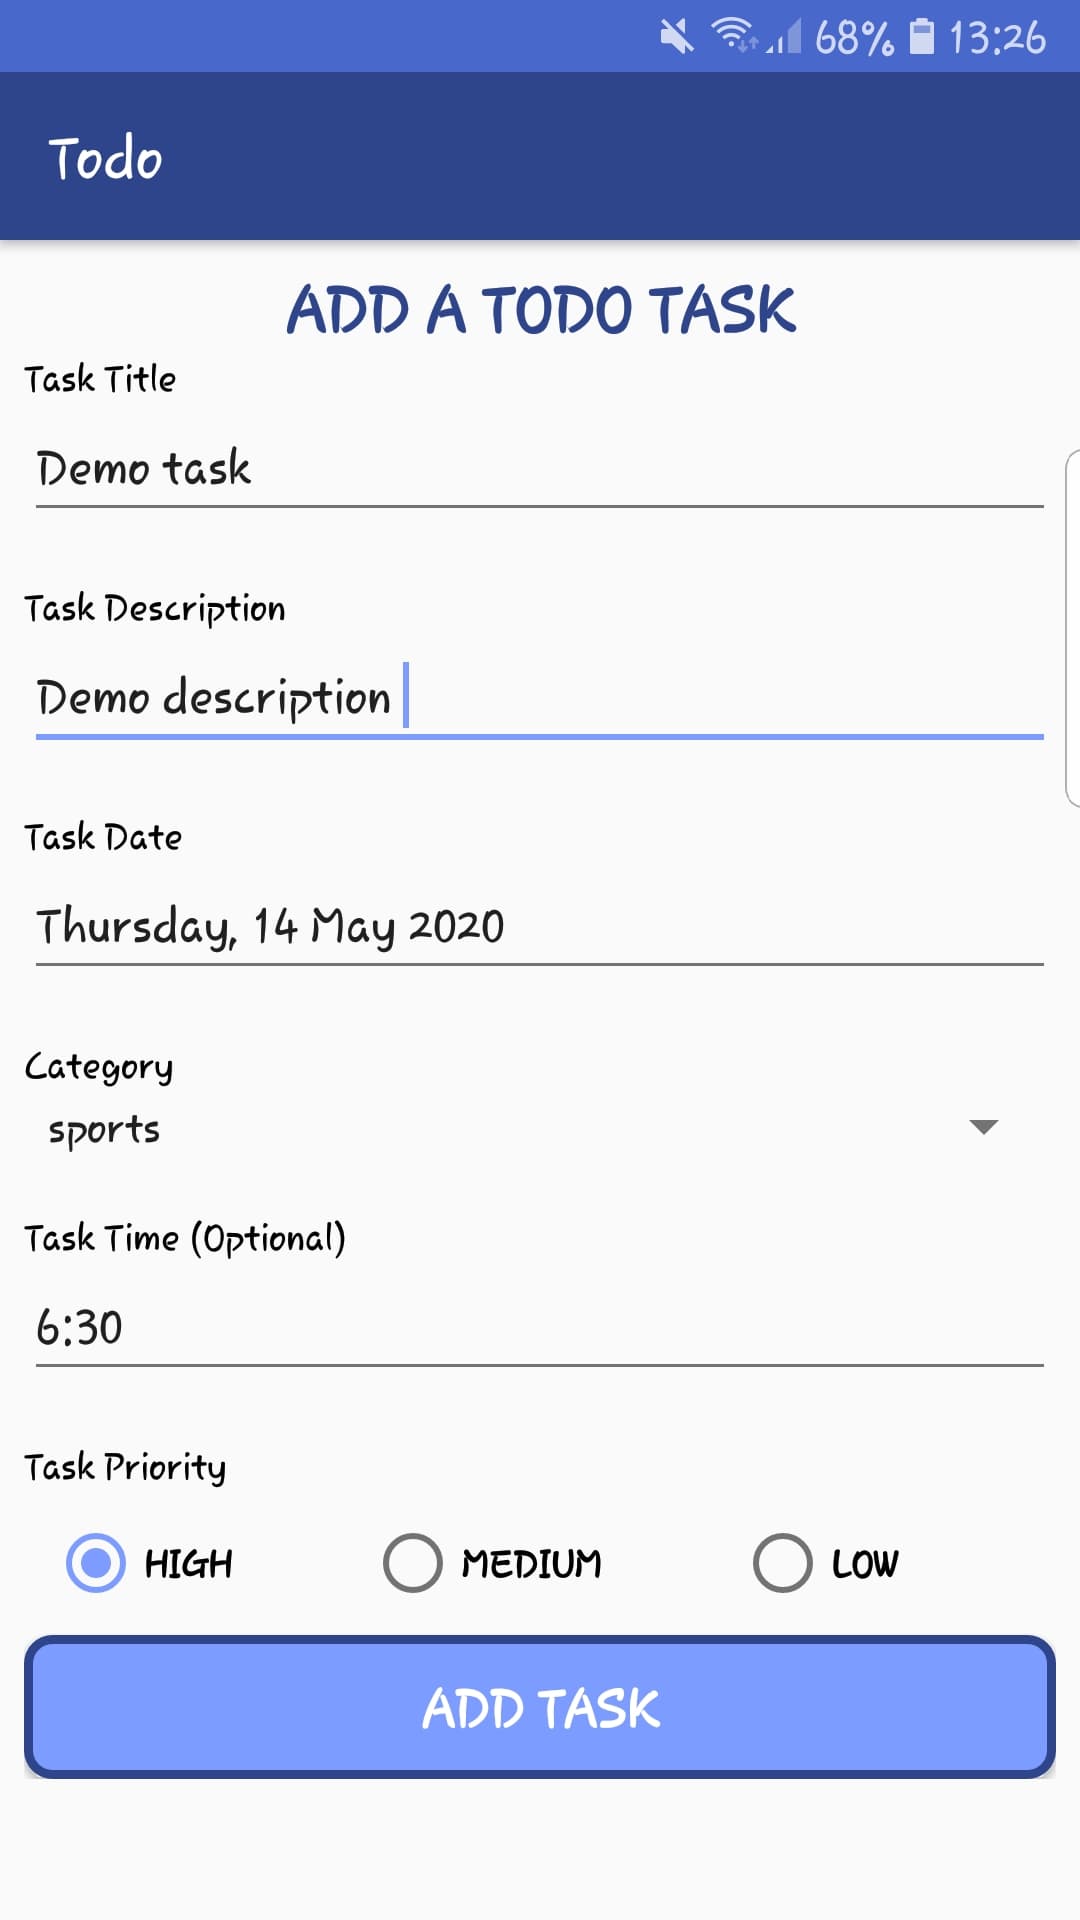 68% 13:26
Todo
ADD A TODO TASK
Task Title
Demo task
Task Description
Demo description
Task Date
Thursday, 14 May 2020
Category
sports
Task Time (Optional)
6:30
Task Priority
HIGH MEDIUM LOW
ADD TASK